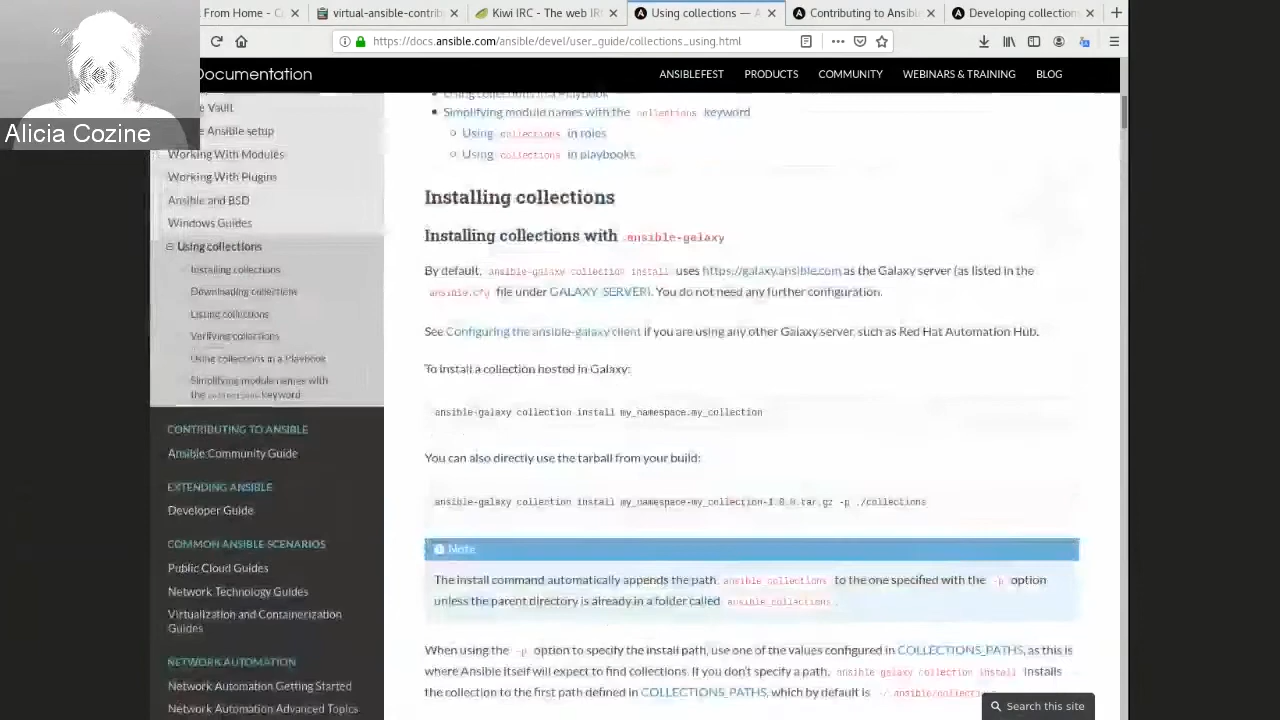 From From Home - C
virtual-ansible-contrib
Kiwi IRC - The web IR
Using collections — A
Contributing to Ansibl
Developing collections
https://docs.ansible.com/ansible/devel/user_guide/collections_using.html
Documentation
ANSIBLEFEST
PRODUCTS
COMMUNITY
WEBINARS & TRAINING
BLOG
Alicia Cozine
e Vault
e Ansible setup
Working With Modules
Working With Plugins
Ansible and BSD
Windows Guides
Using collections
Installing collections
Downloading collections
Listing collections
Verifying collections
Using collections in a Playbook
Simplifying module names with
the collections keyword
CONTRIBUTING TO ANSIBLE
Ansible Community Guide
EXTENDING ANSIBLE
Developer Guide
COMMON ANSIBLE SCENARIOS
Public Cloud Guides
Network Technology Guides
Virtualization and Containerization
Guides
NETWORK AUTOMATION
Network Automation Getting Started
Network Automation Advanced Topics
Using collections in a Playbook
Simplifying module names with the collections keyword
Using collections in roles
Using collections in playbooks
Installing collections
Installing collections with ansible-galaxy
By default, ansible-galaxy collection install uses https://galaxy.ansible.com as the Galaxy server (as listed in the
ansible.cfg file under GALAXY_SERVER). You do not need any further configuration.
See Configuring the ansible-galaxy client if you are using any other Galaxy server, such as Red Hat Automation Hub.
To install a collection hosted in Galaxy:
ansible-galaxy collection install my_namespace.my_collection
You can also directly use the tarball from your build:
ansible-galaxy collection install my_namespace-my_collection-1.0.0.tar.gz -p ./collections
Note
The install command automatically appends the path ansible_collections to the one specified with the -p option
unless the parent directory is already in a folder called ansible_collections.
When using the -p option to specify the install path, use one of the values configured in COLLECTIONS_PATHS, as this is
where Ansible itself will expect to find collections. If you don't specify a path, ansible-galaxy collection install installs
the collection to the first path defined in COLLECTIONS_PATHS, which by default is
Search this site